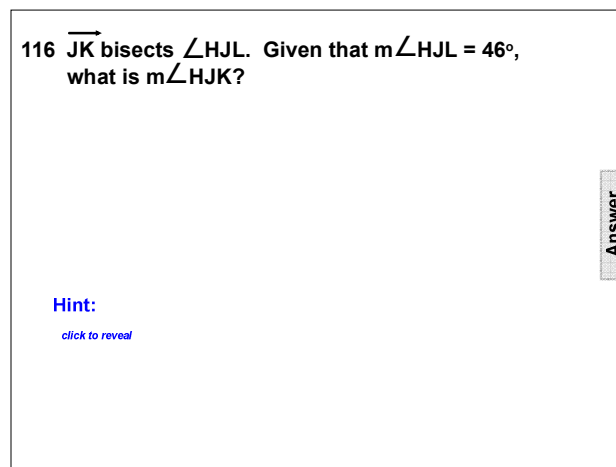 116 JK bisects ∠HJL. Given that m∠HJL = 46°,
what is m∠HJK?
Answer
Hint:
click to reveal